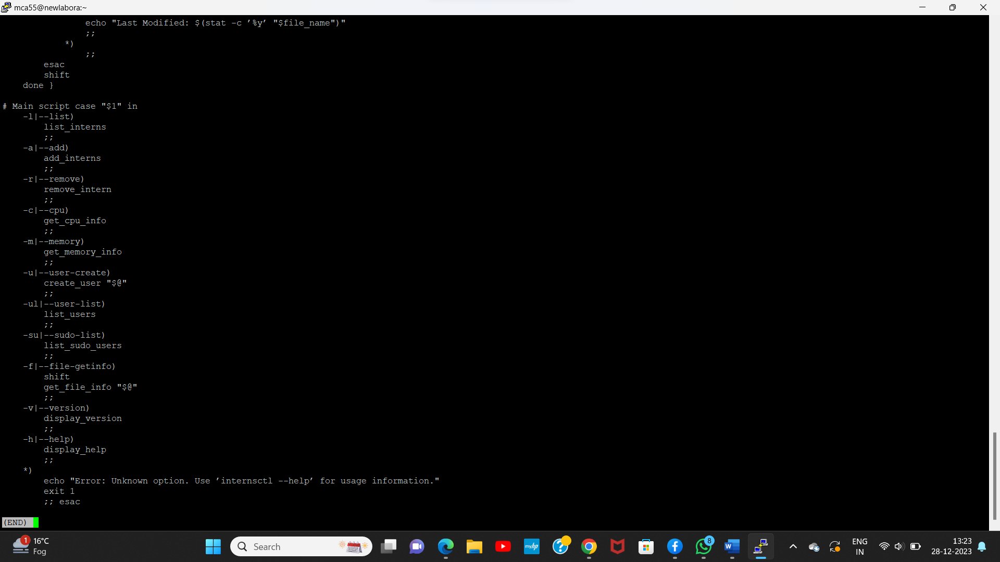 mca55@newlabora:~
                echo "Last Modified: $(stat -c ’%y’ "$file_name")"
                ;;
            *)
                ;;
        esac
        shift
    done }

# Main script case "$1" in
    -l|--list)
        list_interns
        ;;
    -a|--add)
        add_interns
        ;;
    -r|--remove)
        remove_intern
        ;;
    -c|--cpu)
        get_cpu_info
        ;;
    -m|--memory)
        get_memory_info
        ;;
    -u|--user-create)
        create_user "$@"
        ;;
    -ul|--user-list)
        list_users
        ;;
    -su|--sudo-list)
        list_sudo_users
        ;;
    -f|--file-getinfo)
        shift
        get_file_info "$@"
        ;;
    -v|--version)
        display_version
        ;;
    -h|--help)
        display_help
        ;;
    *)
        echo "Error: Unknown option. Use ’internsctl --help’ for usage information."
        exit 1
        ;; esac

(END)
1
16°C
Fog
Search
myhp
?
8
W
ENG
IN
13:23
28-12-2023